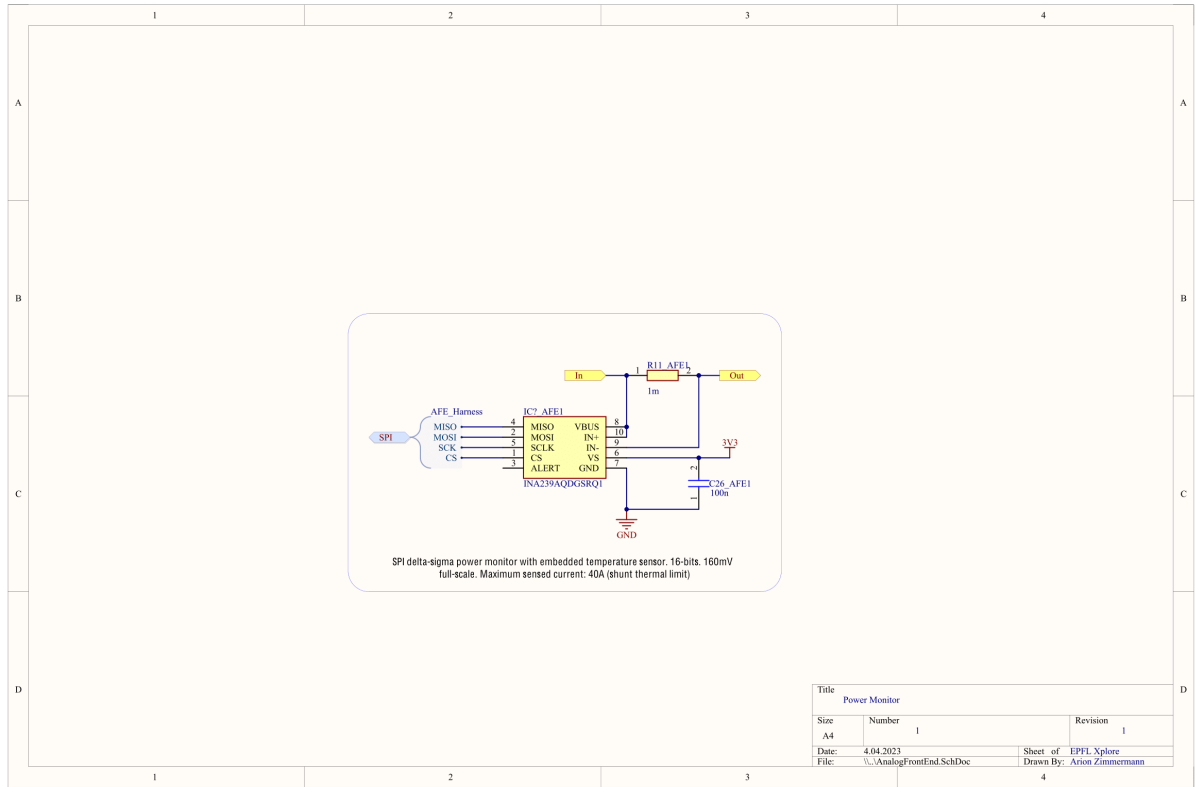 1 2 3 4
A A
B B
C C
D D
In
R11_AFE1
1 2
1m
Out
AFE_Harness
IC?_AFE1
SPI
MISO 4 MISO VBUS 8
MOSI 2 MOSI IN+ 10
SCK 5 SCLK IN- 9
CS 1 CS VS 6
3 ALERT GND 7
INA239AQDGSRQ1
3V3
2
C26_AFE1
100n
1
GND
SPI delta-sigma power monitor with embedded temperature sensor. 16-bits. 160mV
full-scale. Maximum sensed current: 40A (shunt thermal limit)
Title
Power Monitor
Size Number Revision
A4 1 1
Date: 4.04.2023 Sheet of EPFL Xplore
File: \\..\AnalogFrontEnd.SchDoc Drawn By: Arion Zimmermann
1 2 3 4